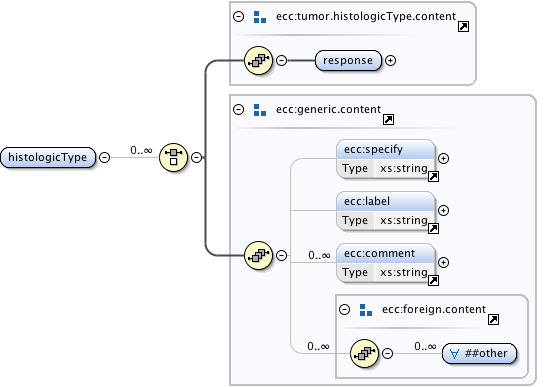 ecc:tumor.histologicType.content
response
ecc:generic.content
histologicType
0..∞
ecc:specify
Type xs:string
ecc:label
Type xs:string
0..∞
ecc:comment
Type xs:string
ecc:foreign.content
0..∞
0..∞
∀ ##other